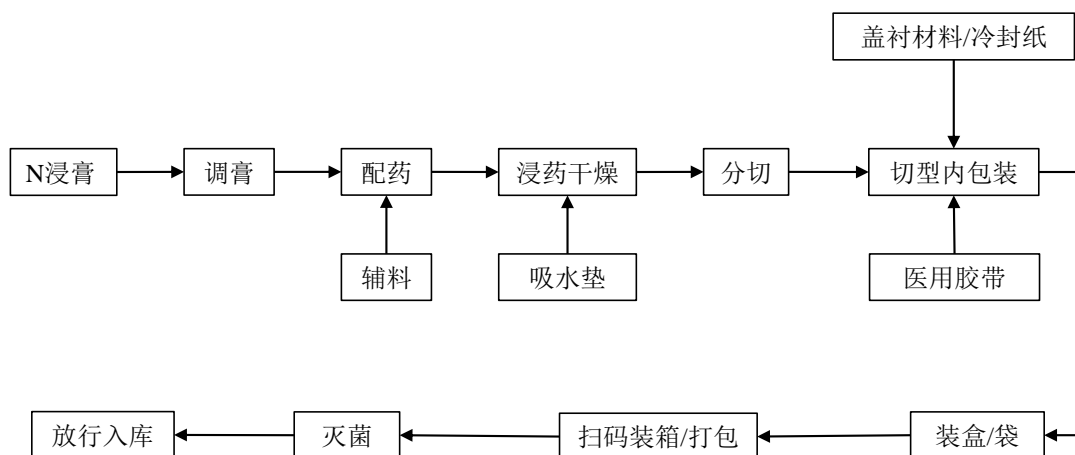 盖衬材料/冷封纸
N浸膏
调膏
配药
浸药干燥
分切
切型内包装
辅料
吸水垫
医用胶带
放行入库
灭菌
扫码装箱/打包
装盒/袋